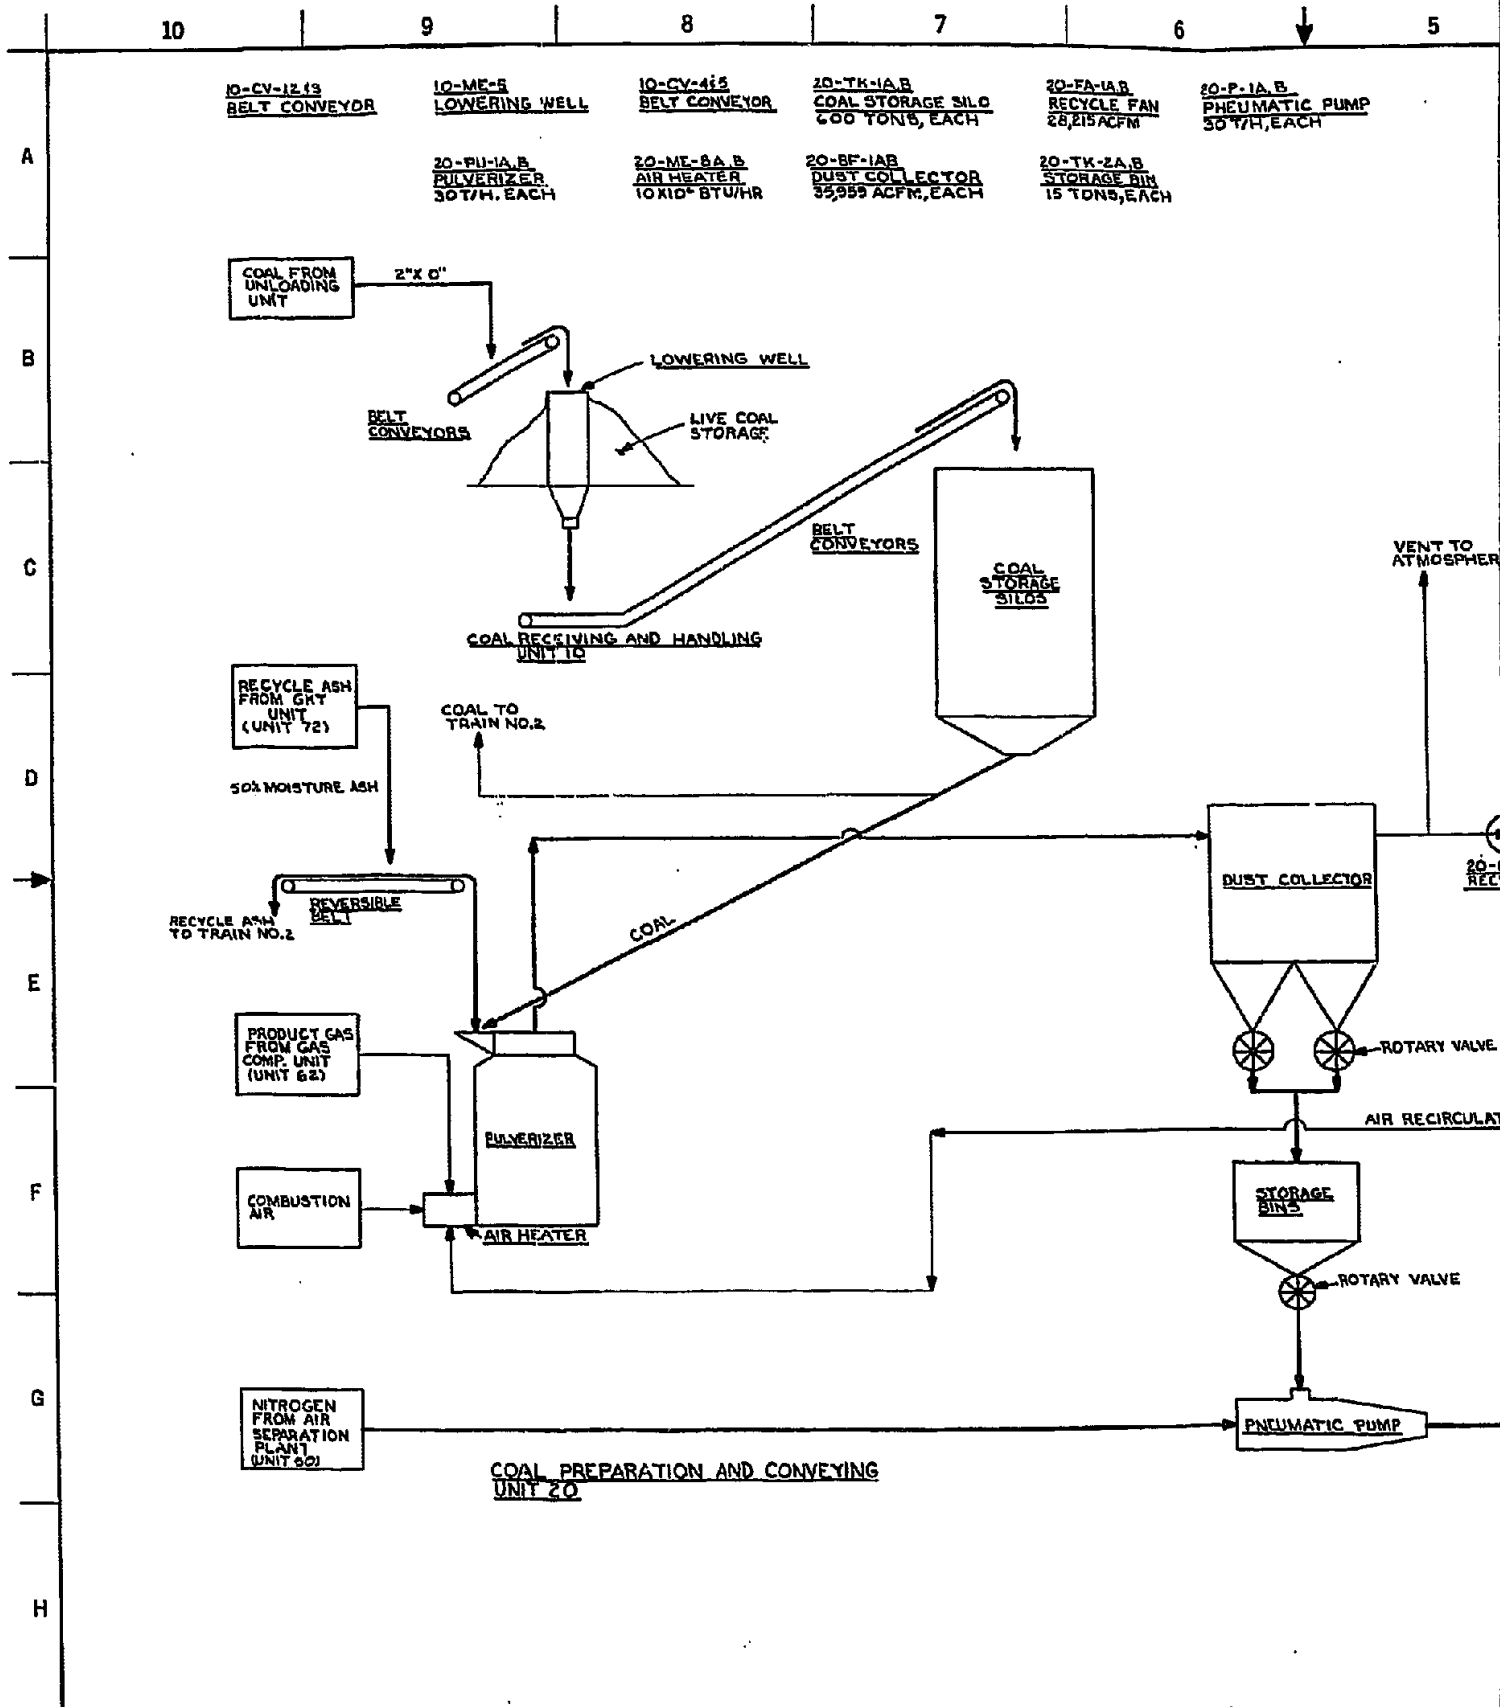 10
9
8
7
6
5
A
B
C
D
E
F
G
H
10-CV-12&3
BELT CONVEYOR
10-ME-5
LOWERING WELL
10-CV-4&5
BELT CONVEYOR
20-TK-1A,B
COAL STORAGE SILO
600 TONS, EACH
20-FA-1A,B
RECYCLE FAN
28,215 ACFM
20-P-1A,B
PNEUMATIC PUMP
30 T/H, EACH
20-PU-1A,B
PULVERIZER
30 T/H. EACH
20-ME-8A,B
AIR HEATER
10X10⁶ BTU/HR
20-BF-1AB
DUST COLLECTOR
35,959 ACFM, EACH
20-TK-2A,B
STORAGE BIN
15 TONS, EACH
COAL FROM
UNLOADING
UNIT
2"X 0"
LOWERING WELL
BELT
CONVEYORS
LIVE COAL
STORAGE
BELT
CONVEYORS
COAL
STORAGE
SILOS
VENT TO
ATMOSPHER
COAL RECEIVING AND HANDLING
UNIT 10
RECYCLE ASH
FROM GKT
UNIT
(UNIT 72)
COAL TO
TRAIN NO.2
50% MOISTURE ASH
DUST COLLECTOR
20-
REC
REVERSIBLE
BELT
RECYCLE ASH
TO TRAIN NO.2
COAL
PRODUCT GAS
FROM GAS
COMP. UNIT
(UNIT 62)
ROTARY VALVE
AIR RECIRCULAT
PULVERIZER
COMBUSTION
AIR
STORAGE
BINS
AIR HEATER
ROTARY VALVE
NITROGEN
FROM AIR
SEPARATION
PLANT
(UNIT 60)
PNEUMATIC PUMP
COAL PREPARATION AND CONVEYING
UNIT 20